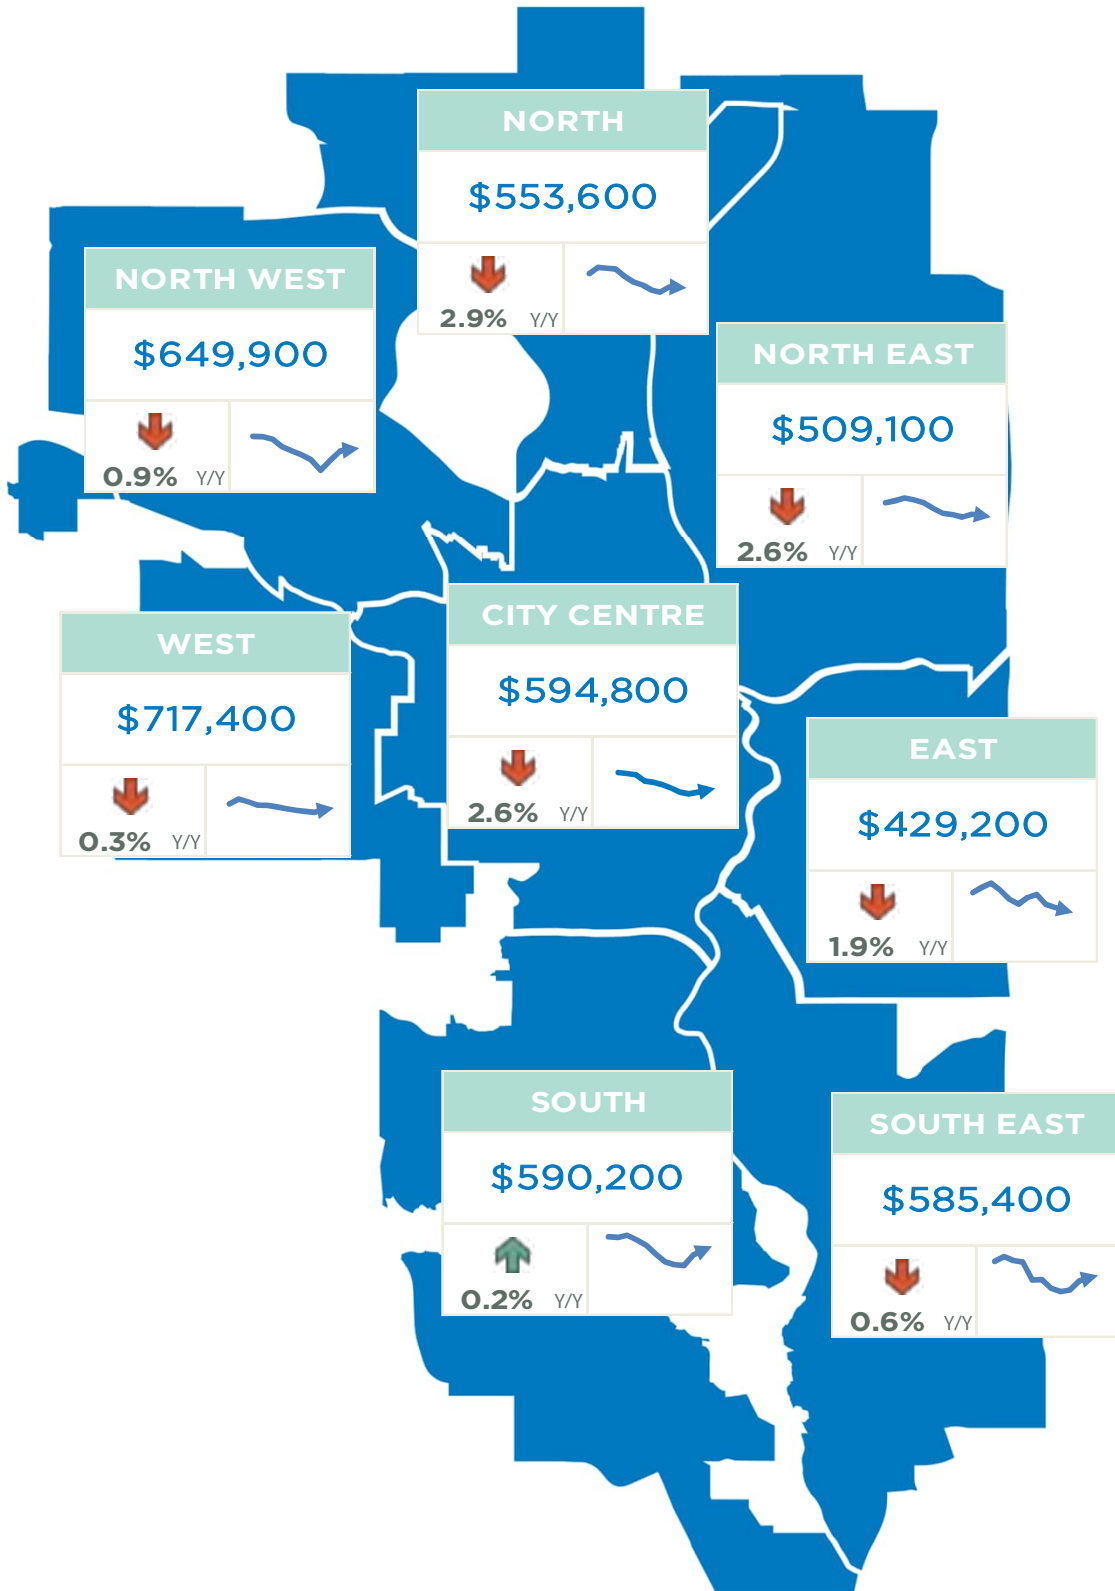 NORTH
$553,600
2.9% Y/Y
NORTH WEST
$649,900
0.9% Y/Y
NORTH EAST
$509,100
2.6% Y/Y
CITY CENTRE
$594,800
2.6% Y/Y
WEST
$717,400
0.3% Y/Y
EAST
$429,200
1.9% Y/Y
SOUTH
$590,200
0.2% Y/Y
SOUTH EAST
$585,400
0.6% Y/Y